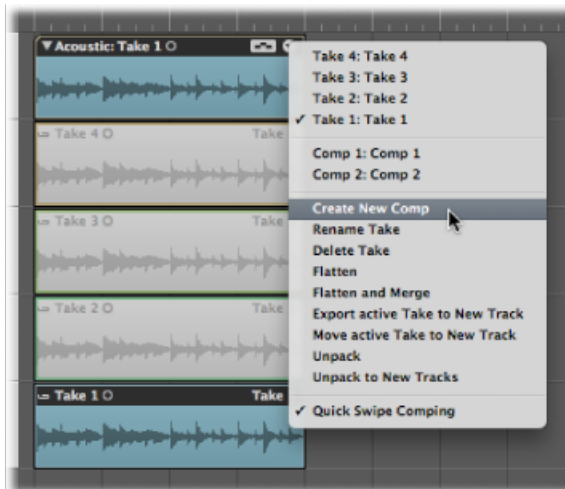 Acoustic: Take 1
Take 4: Take 4
Take 3: Take 3
Take 2: Take 2
✓ Take 1: Take 1
Comp 1: Comp 1
Comp 2: Comp 2
Create New Comp
Rename Take
Delete Take
Flatten
Flatten and Merge
Export active Take to New Track
Move active Take to New Track
Unpack
Unpack to New Tracks
✓ Quick Swipe Comping
Take 4 Take
Take 3 Take
Take 2 Take
Take 1 Take